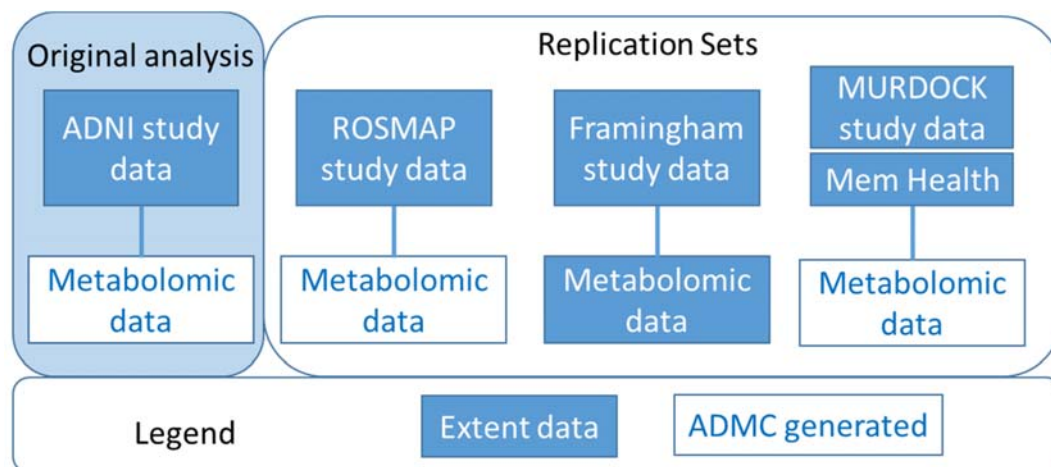 Original analysis
ADNI study
data
Metabolomic
data
Replication Sets
ROSMAP
study data
Metabolomic
data
Framingham
study data
Metabolomic
data
MURDOCK
study data
Mem Health
Metabolomic
data
Legend
Extent data
ADMC generated